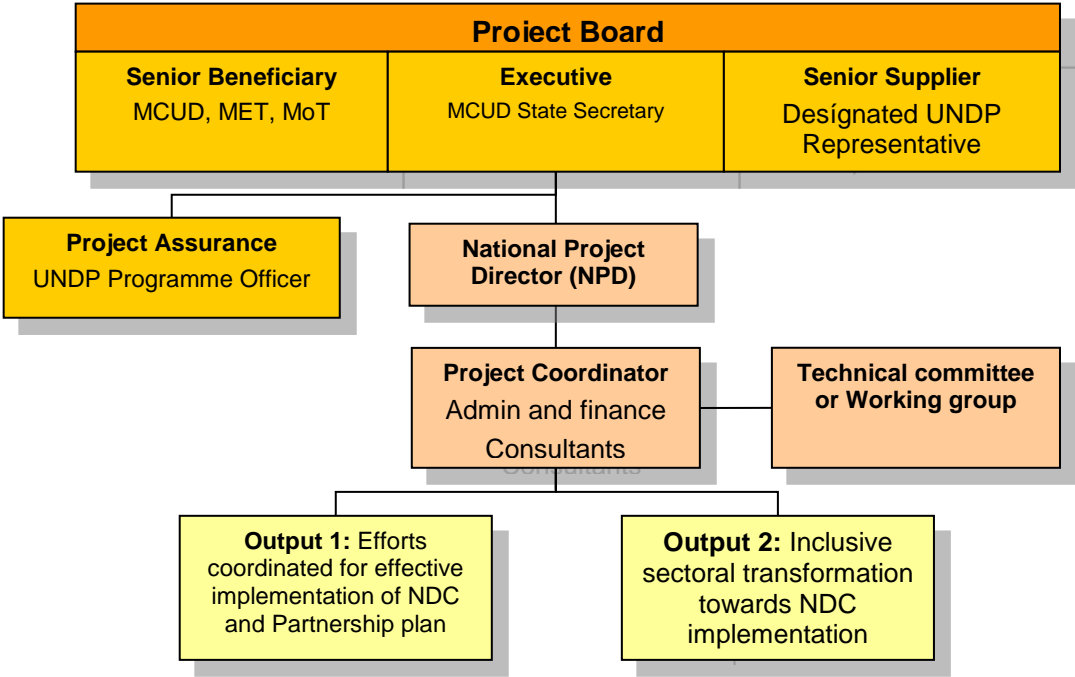 Project Board
Senior Beneficiary
MCUD, MET, MoT
Executive
MCUD State Secretary
Senior Supplier
Desígnated UNDP
Representative
Project Assurance
UNDP Programme Officer
National Project
Director (NPD)
Project Coordinator
Admin and finance
Consultants
Technical committee
or Working group
Output 1: Efforts
coordinated for effective
implementation of NDC
and Partnership plan
Output 2: Inclusive
sectoral transformation
towards NDC
implementation